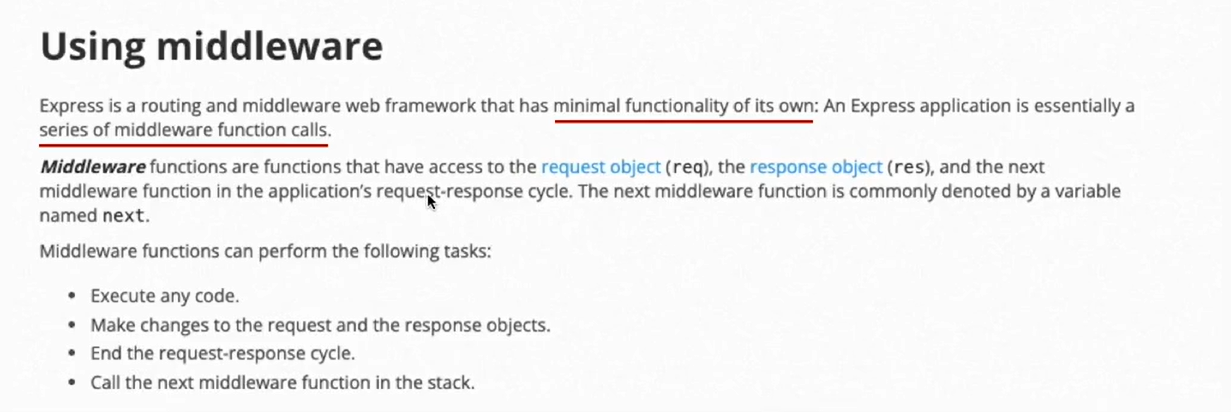 Using middleware
Express is a routing and middleware web framework that has minimal functionality of its own: An Express application is essentially a
series of middleware function calls.
Middleware functions are functions that have access to the request object (req), the response object (res), and the next
middleware function in the application's request-response cycle. The next middleware function is commonly denoted by a variable
named next.
Middleware functions can perform the following tasks:
• Execute any code.
• Make changes to the request and the response objects.
• End the request-response cycle.
• Call the next middleware function in the stack.